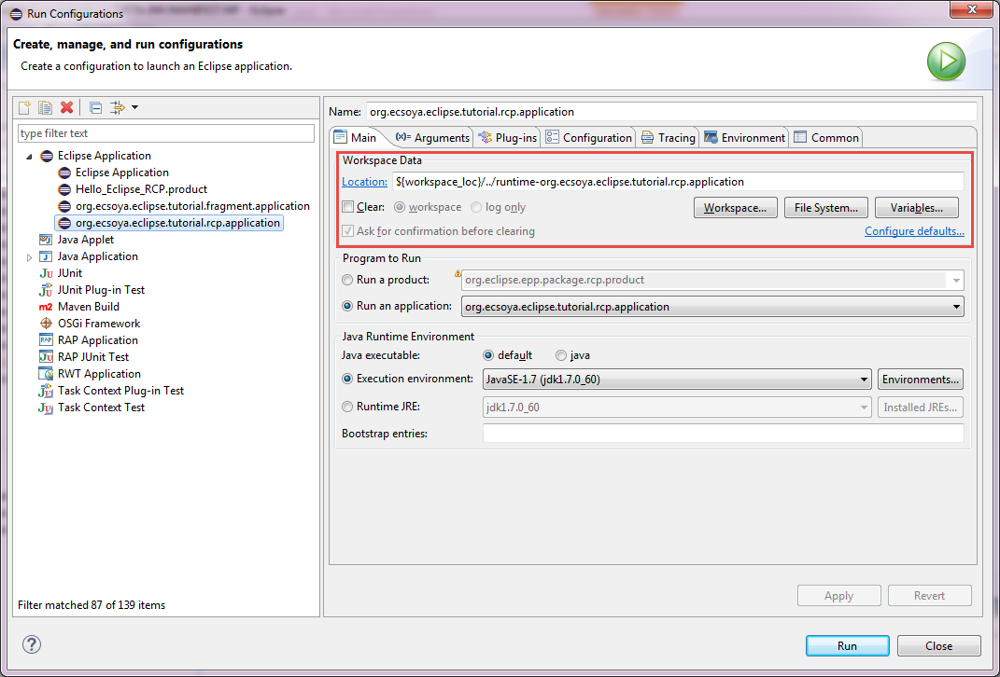 Run Configurations
Create, manage, and run configurations
Create a configuration to launch an Eclipse application.
type filter text
Eclipse Application
Eclipse Application
Hello_Eclipse_RCP.product
org.ecsoya.eclipse.tutorial.fragment.application
org.ecsoya.eclipse.tutorial.rcp.application
Java Applet
Java Application
Ju JUnit
JUnit Plug-in Test
m2 Maven Build
OSGi Framework
RAP RAP Application
Ju RAP JUnit Test
RWT Application
Task Context Plug-in Test
Ju Task Context Test
Filter matched 87 of 139 items
Name: org.ecsoya.eclipse.tutorial.rcp.application
Main (x)= Arguments Plug-ins Configuration Tracing Environment Common
Workspace Data
Location: ${workspace_loc}/../runtime-org.ecsoya.eclipse.tutorial.rcp.application
Clear: workspace log only Workspace... File System... Variables...
Ask for confirmation before clearing Configure defaults...
Program to Run
Run a product: org.eclipse.epp.package.rcp.product
Run an application: org.ecsoya.eclipse.tutorial.rcp.application
Java Runtime Environment
Java executable: default java
Execution environment: JavaSE-1.7 (jdk1.7.0_60) Environments...
Runtime JRE: jdk1.7.0_60 Installed JREs...
Bootstrap entries:
Apply Revert
? Run Close